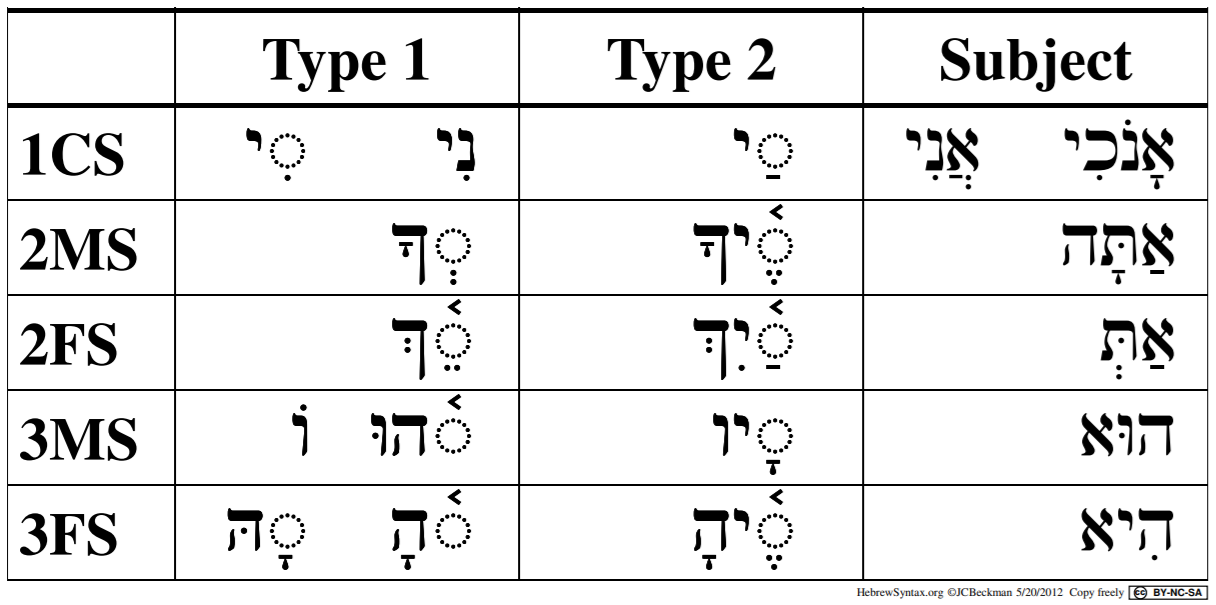 Type 1 Type 2 Subject
1CS נִי ◌ִי ◌ַי אָנֹכִי אֲנִי
2MS ◌ְךָ ◌ֶ֫יךָ אַתָּה
2FS ◌ֵ֫ךְ ◌ַ֫יִךְ אַתְּ
3MS ◌֫הוּ וֹ ◌ָיו הוּא
3FS ◌֫הָ ◌ָהּ ◌ֶ֫יהָ הִיא
HebrewSyntax.org ©JCBeckman 5/20/2012 Copy freely cc BY-NC-SA